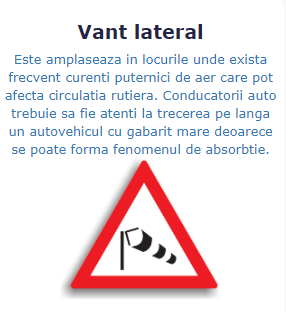 Vant lateral
Este amplaseaza in locurile unde exista
frecvent curenti puternici de aer care pot
afecta circulatia rutiera. Conducatorii auto
trebuie sa fie atenti la trecerea pe langa
un autovehicul cu gabarit mare deoarece
se poate forma fenomenul de absorbtie.